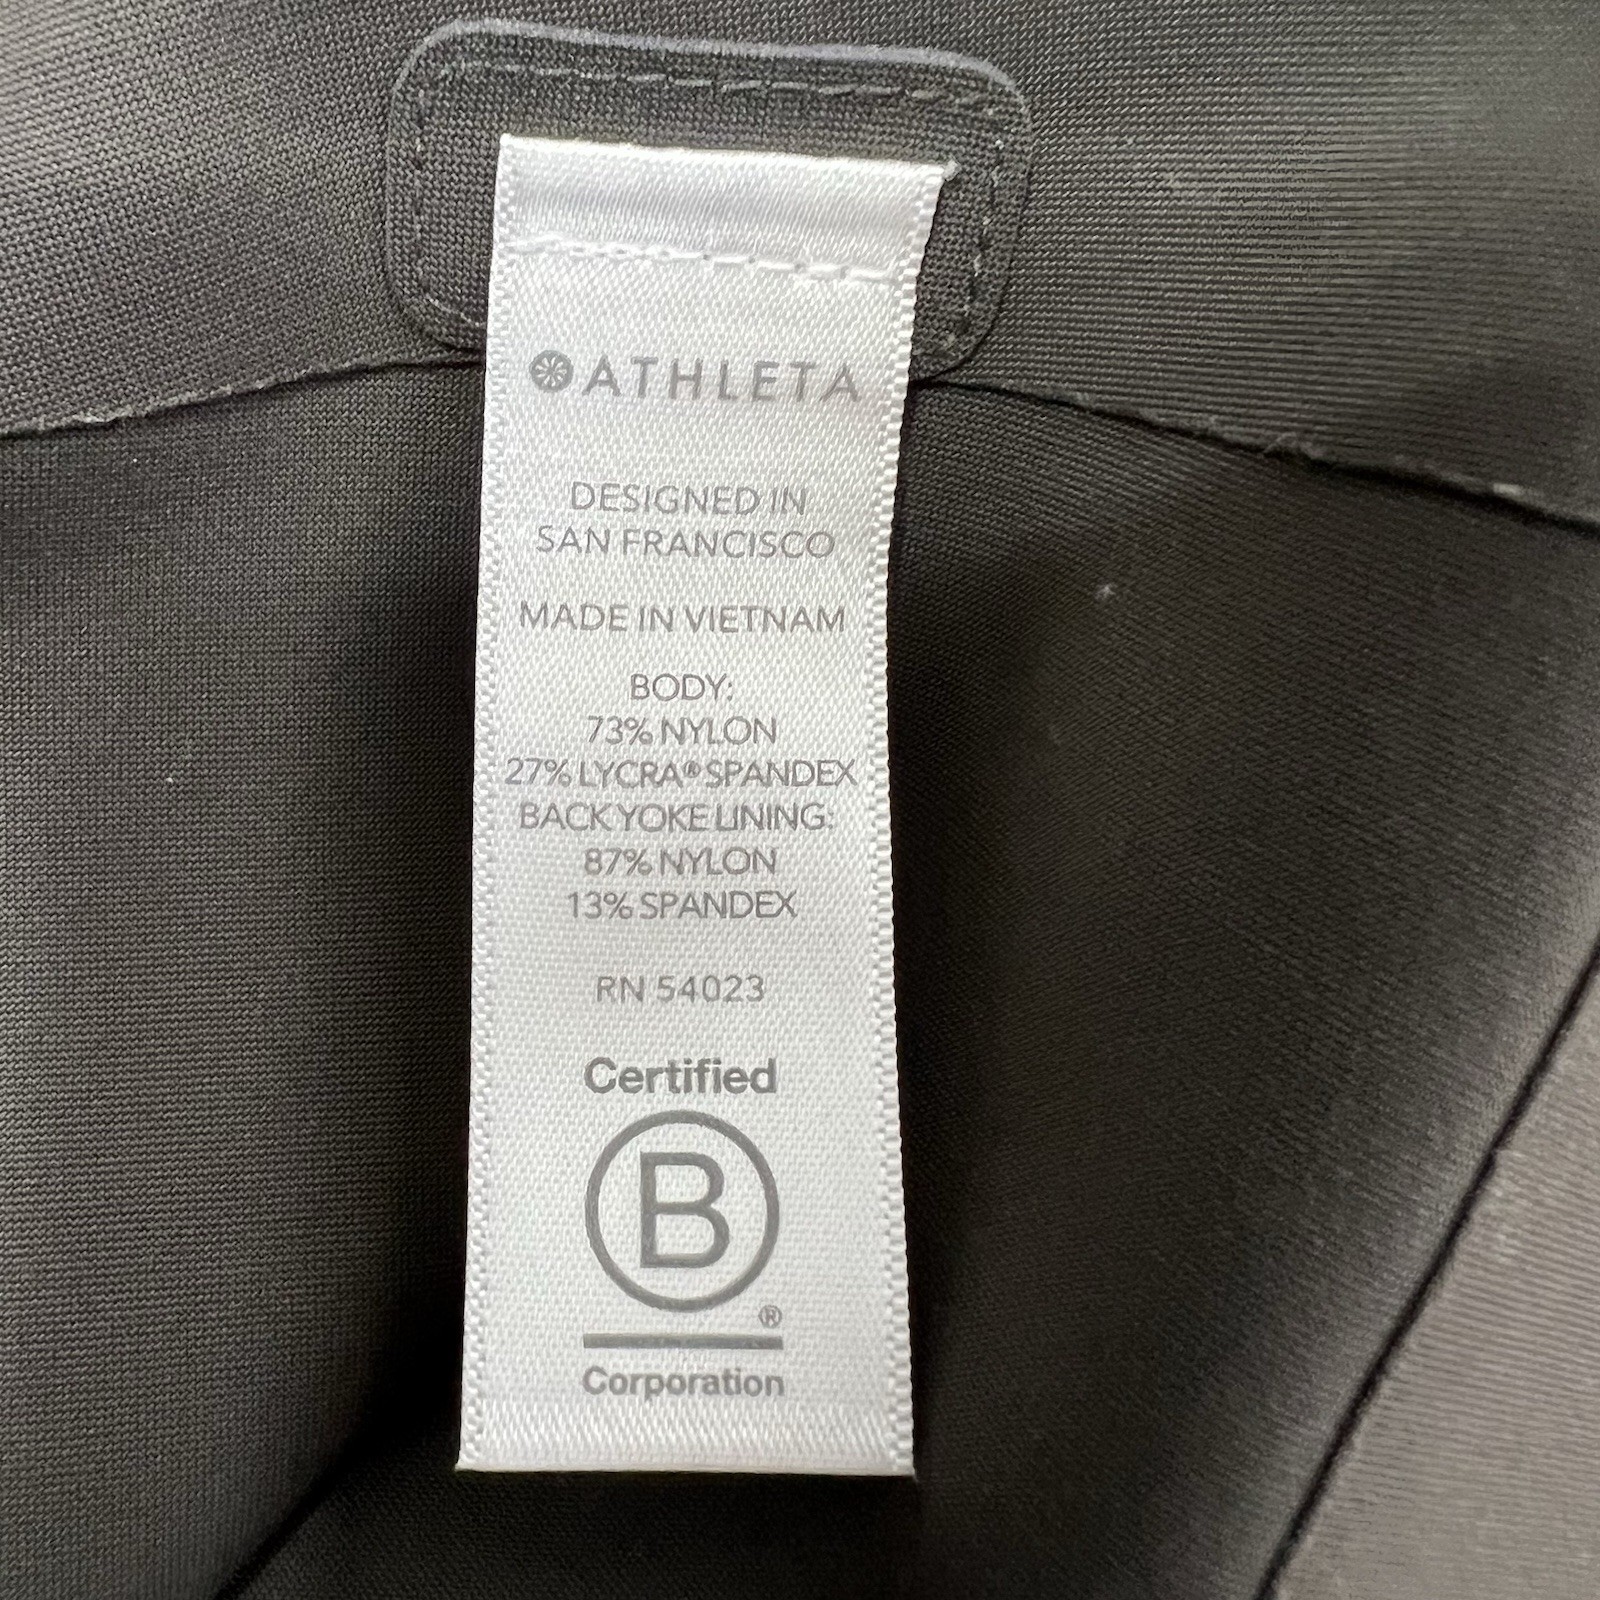 ATHLETA
DESIGNED IN
SAN FRANCISCO
MADE IN VIETNAM
BODY:
73% NYLON
27% LYCRA® SPANDEX
BACK YOKE LINING:
87% NYLON
13% SPANDEX
RN 54023
Certified
B
®
Corporation